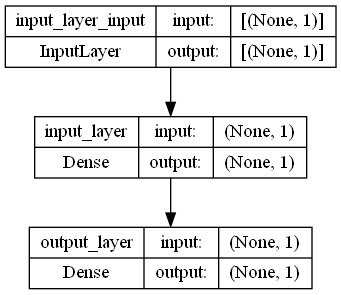 input_layer_input input: [(None, 1)]
InputLayer output: [(None, 1)]
input_layer input: (None, 1)
Dense output: (None, 1)
output_layer input: (None, 1)
Dense output: (None, 1)